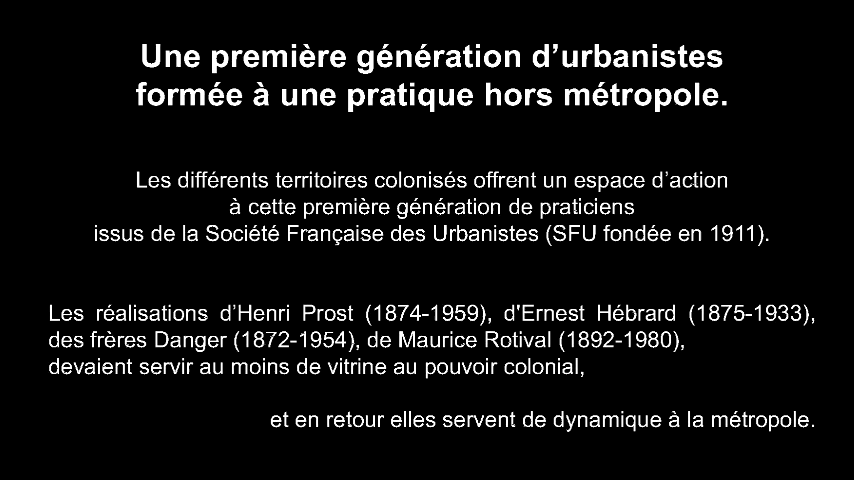 Une première génération d’urbanistes
formée à une pratique hors métropole.
Les différents territoires colonisés offrent un espace d’action
à cette première génération de praticiens
issus de la Société Française des Urbanistes (SFU fondée en 1911).
Les réalisations d’Henri Prost (1874-1959), d'Ernest Hébrard (1875-1933),
des frères Danger (1872-1954), de Maurice Rotival (1892-1980),
devaient servir au moins de vitrine au pouvoir colonial,
et en retour elles servent de dynamique à la métropole.